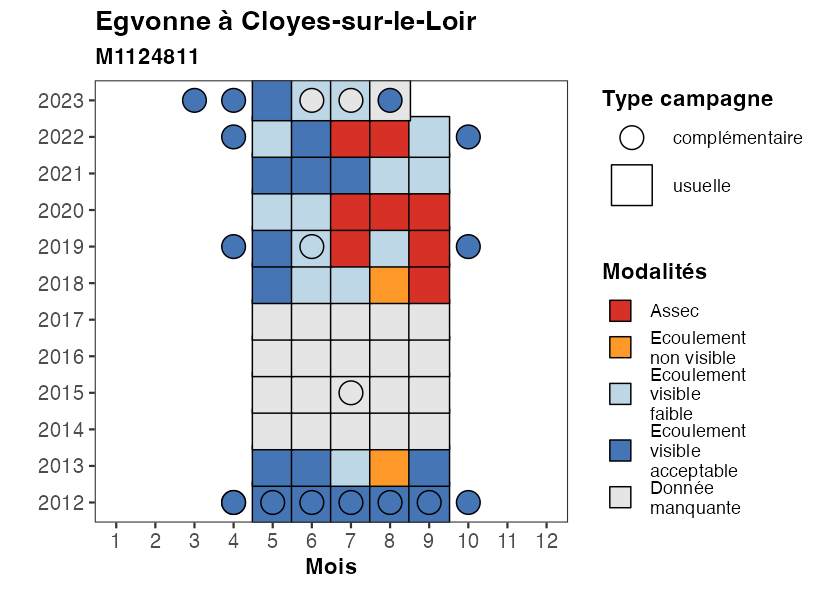 Egvonne à Cloyes-sur-le-Loir
M1124811
2023
2022
2021
2020
2019
2018
2017
2016
2015
2014
2013
2012
1 2 3 4 5 6 7 8 9 10 11 12
Mois
Type campagne
complémentaire
usuelle
Modalités
Assec
Ecoulement
non visible
Ecoulement
visible
faible
Ecoulement
visible
acceptable
Donnée
manquante